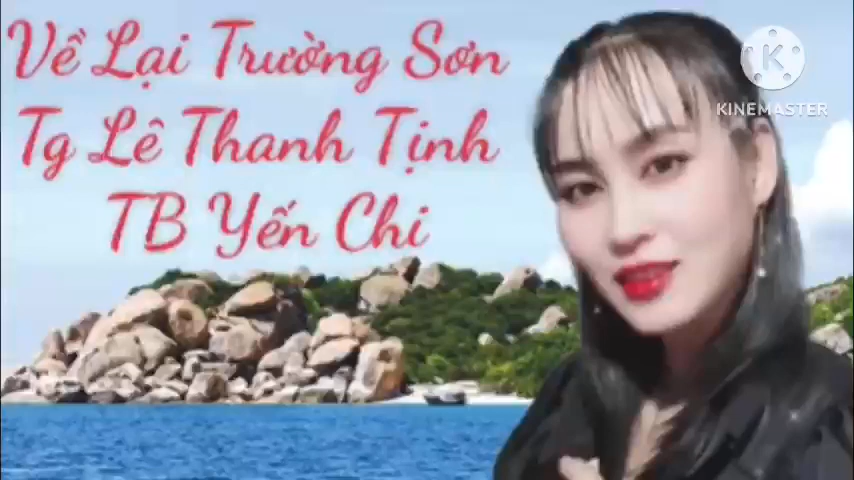 Về Lại Trường Sơn
Tg Lê Thanh Tịnh
TB Yến Chi
K
KINEMASTER